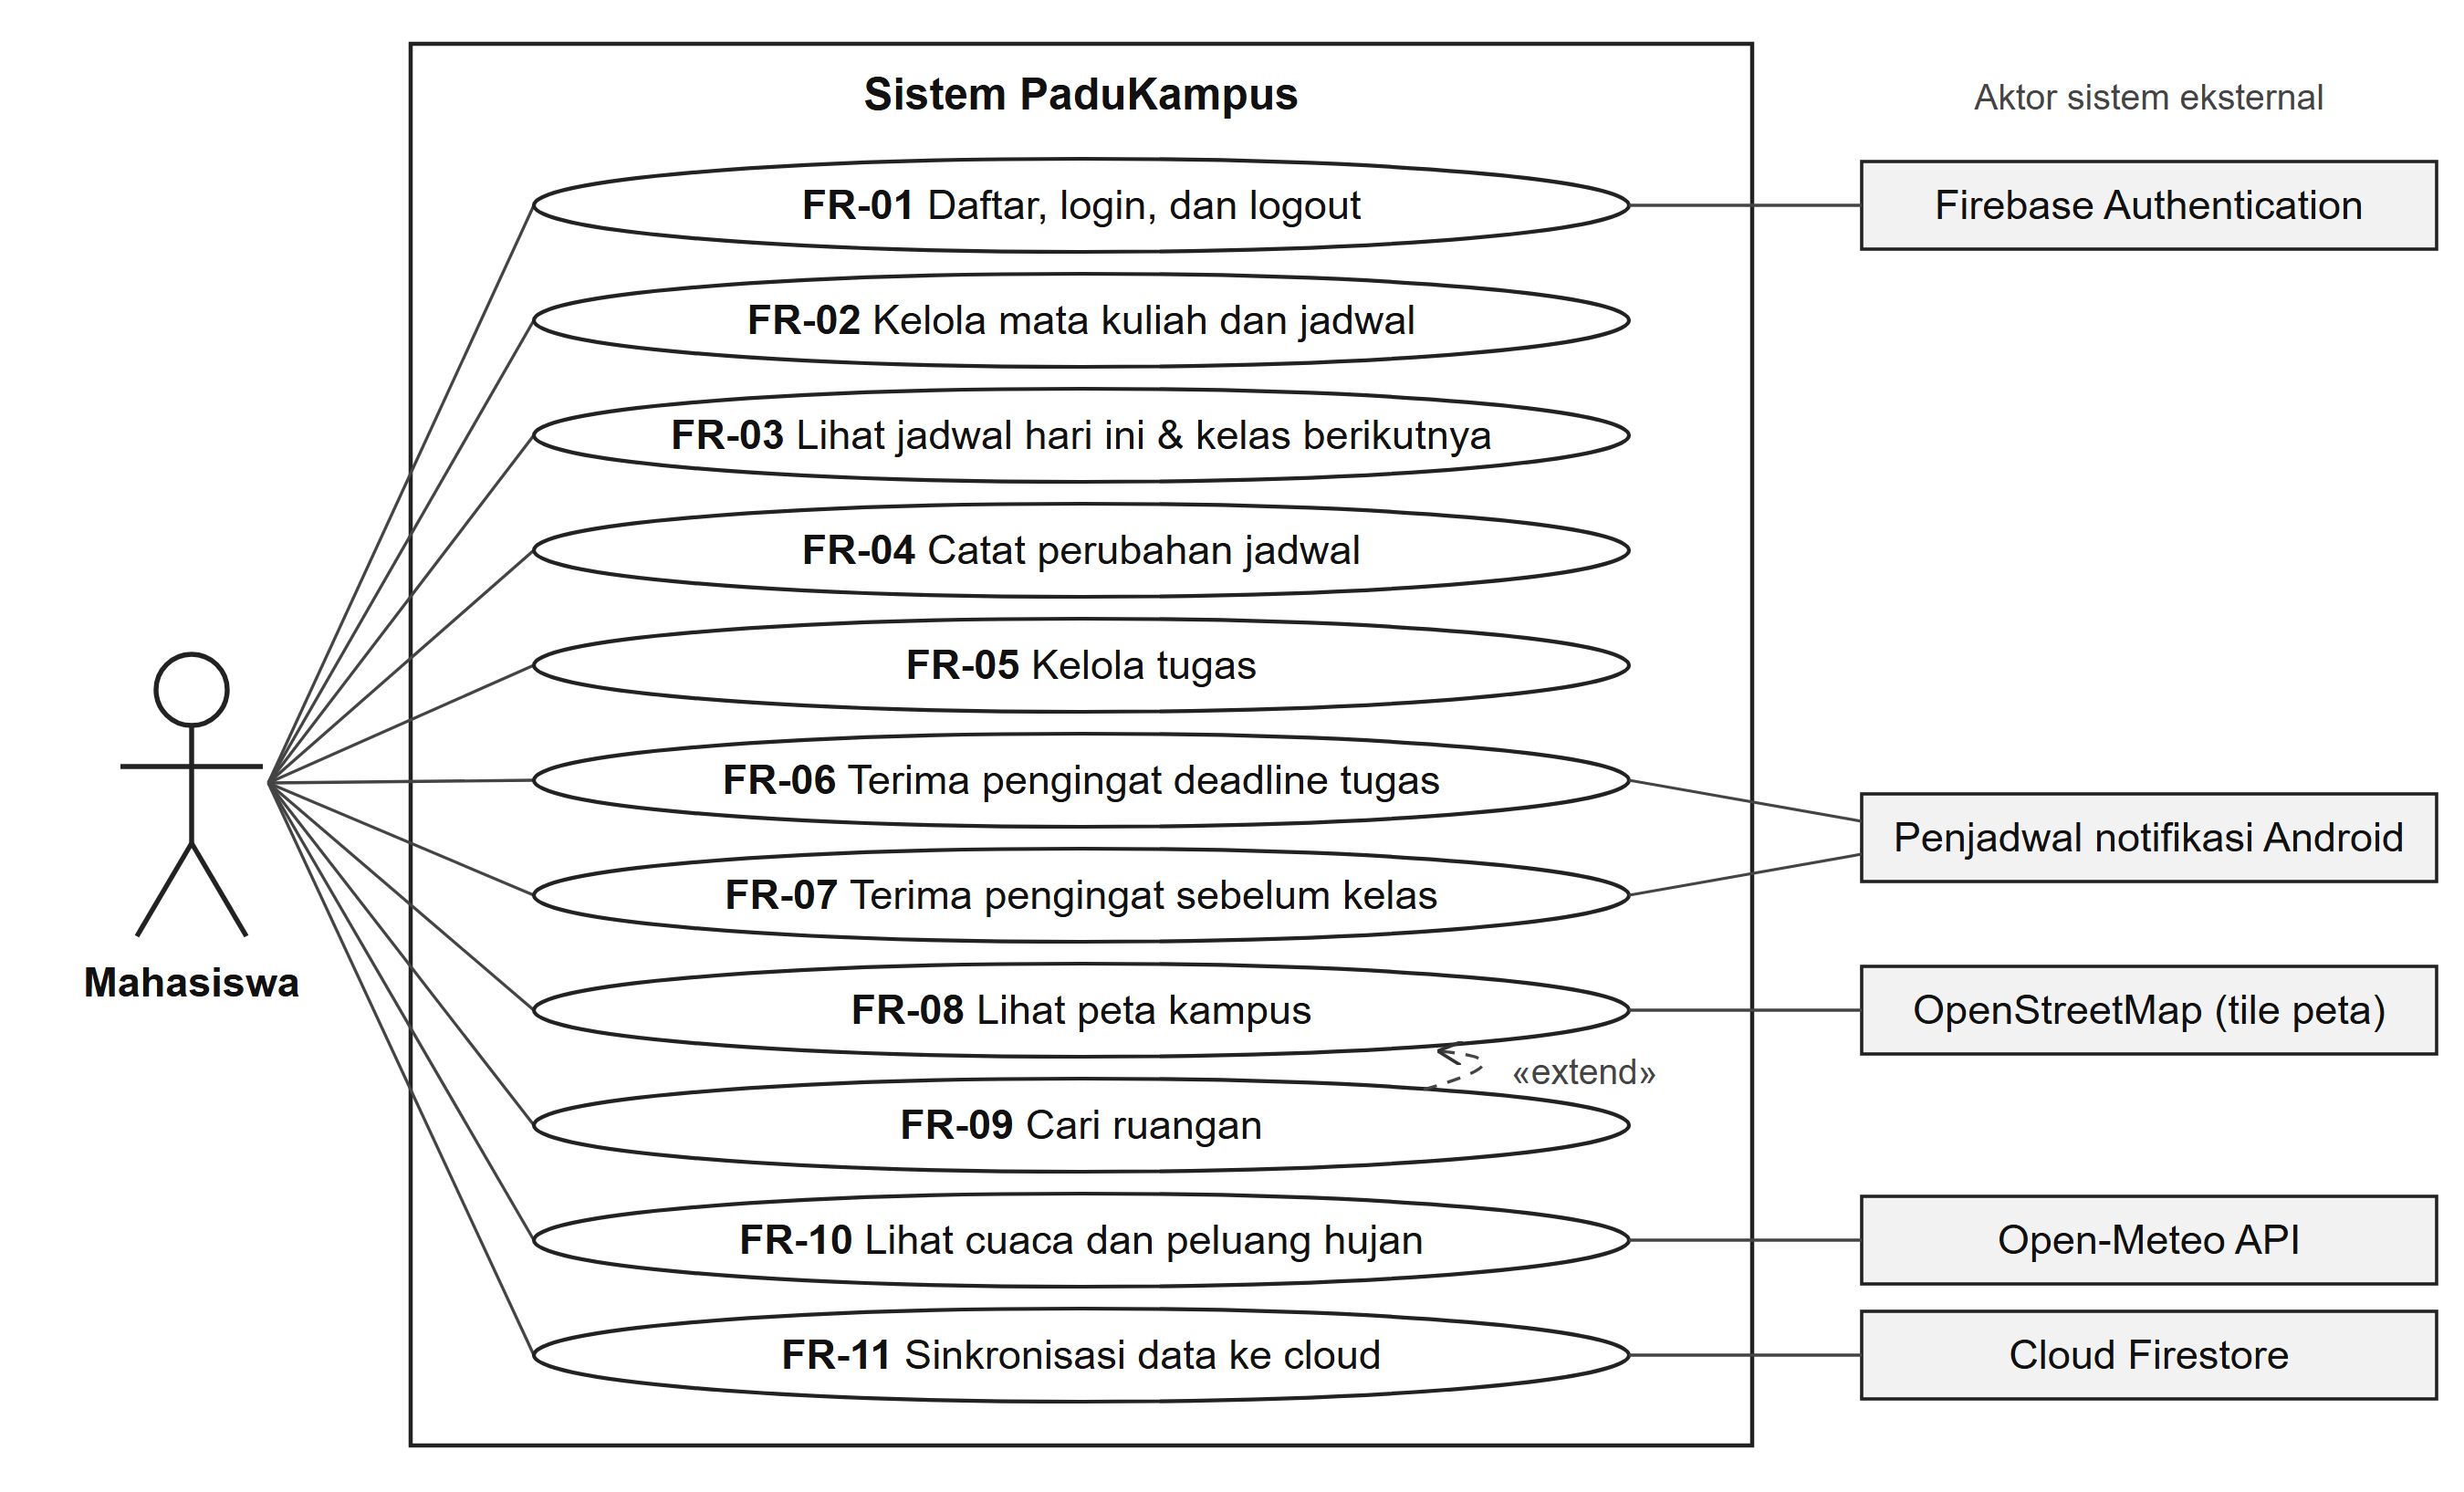 Sistem PaduKampus
Aktor sistem eksternal
FR-01 Daftar, login, dan logout
Firebase Authentication
FR-02 Kelola mata kuliah dan jadwal
FR-03 Lihat jadwal hari ini & kelas berikutnya
FR-04 Catat perubahan jadwal
FR-05 Kelola tugas
FR-06 Terima pengingat deadline tugas
Penjadwal notifikasi Android
FR-07 Terima pengingat sebelum kelas
Mahasiswa
FR-08 Lihat peta kampus
OpenStreetMap (tile peta)
«extend»
FR-09 Cari ruangan
FR-10 Lihat cuaca dan peluang hujan
Open-Meteo API
FR-11 Sinkronisasi data ke cloud
Cloud Firestore